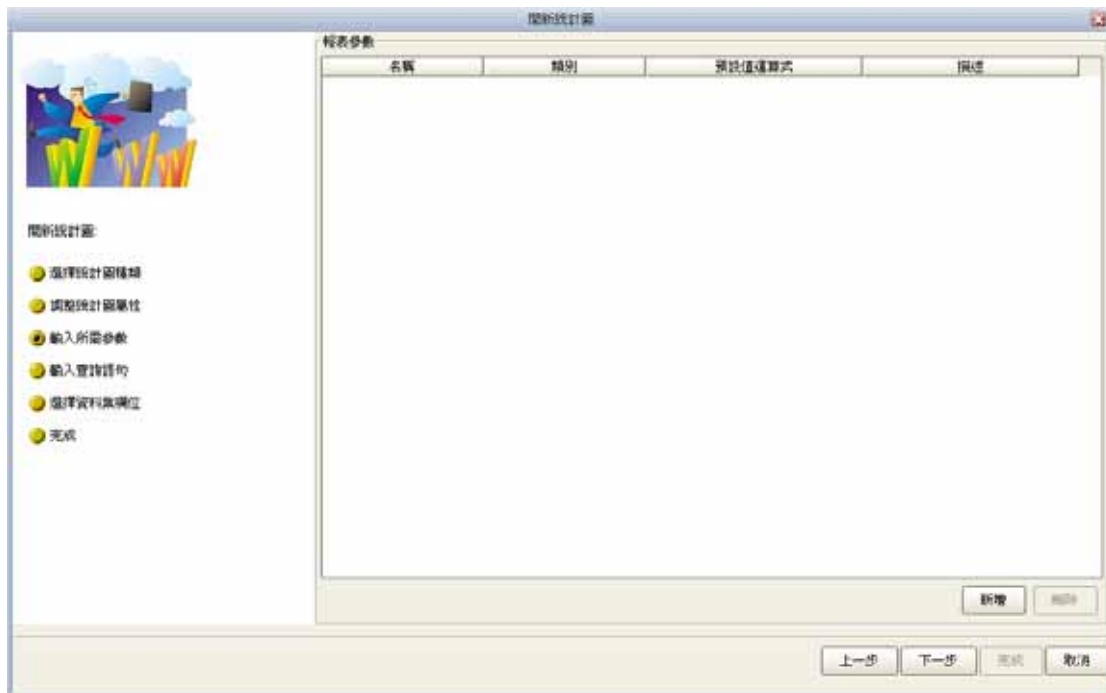 開新統計圖
報表參數
名稱 類別 預設值運算式 描述
開新統計圖:
選擇統計圖種類
調整統計圖屬性
輸入所需參數
輸入查詢語句
選擇資料集欄位
完成
新增 刪除
上一步 下一步 完成 取消